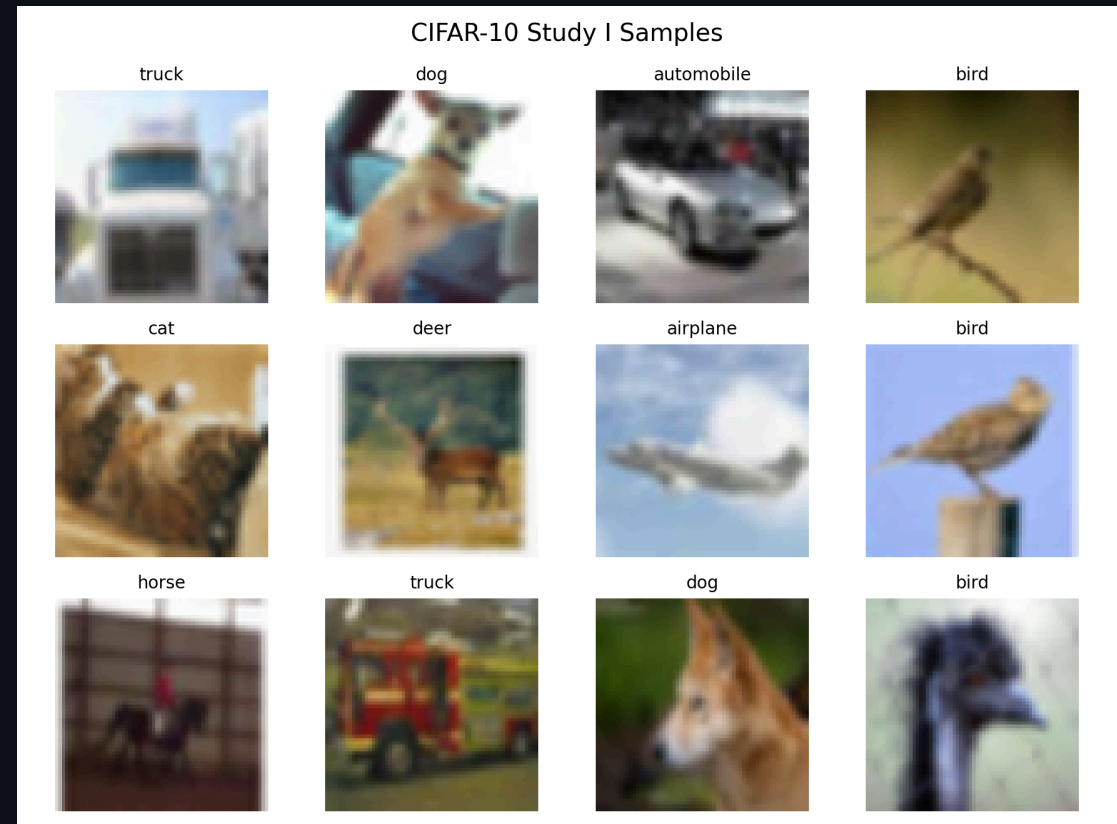 CIFAR-10 Study I Samples
truck
dog
automobile
bird
cat
deer
airplane
bird
horse
truck
dog
bird